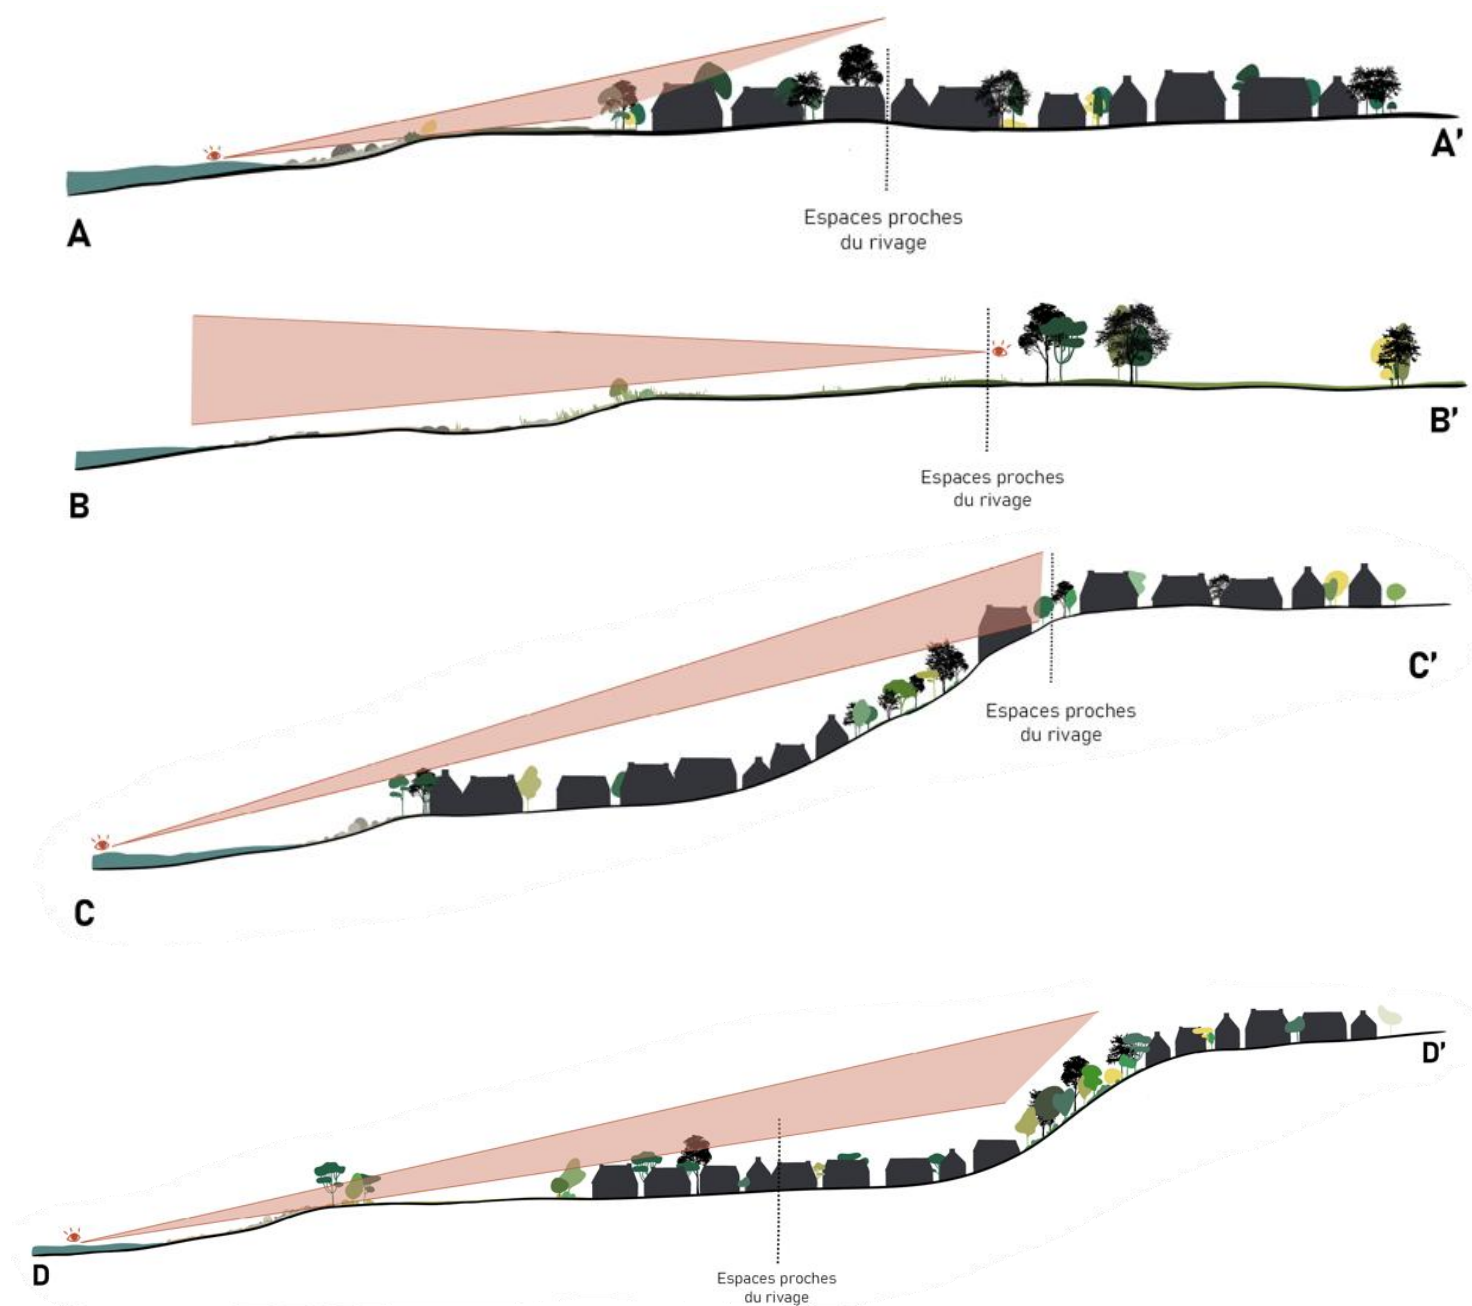 A'
A
Espaces proches
du rivage
B'
Espaces proches
du rivage
B
C'
Espaces proches
du rivage
C
D'
D
Espaces proches
du rivage